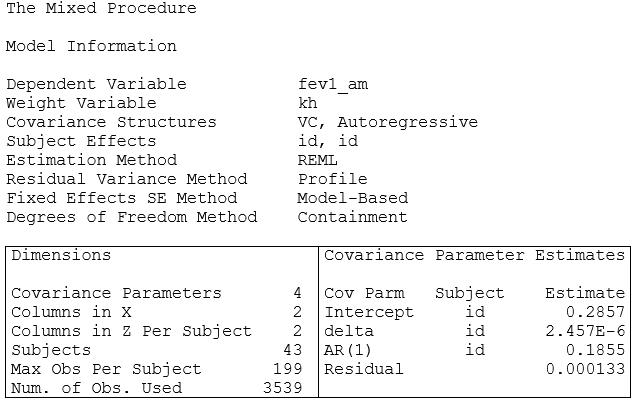 The Mixed Procedure
Model Information
Dependent Variable fev1_am
Weight Variable kh
Covariance Structures VC, Autoregressive
Subject Effects id, id
Estimation Method REML
Residual Variance Method Profile
Fixed Effects SE Method Model-Based
Degrees of Freedom Method Containment
Dimensions
Covariance Parameters 4
Columns in X 2
Columns in Z Per Subject 2
Subjects 43
Max Obs Per Subject 199
Num. of Obs. Used 3539
Covariance Parameter Estimates
Cov Parm Subject Estimate
Intercept id 0.2857
delta id 2.457E-6
AR(1) id 0.1855
Residual 0.000133